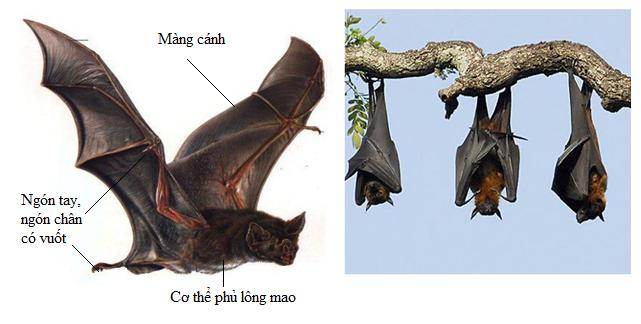 Màng cánh
Ngón tay,
ngón chân
có vuốt
Cơ thể phủ lông mao